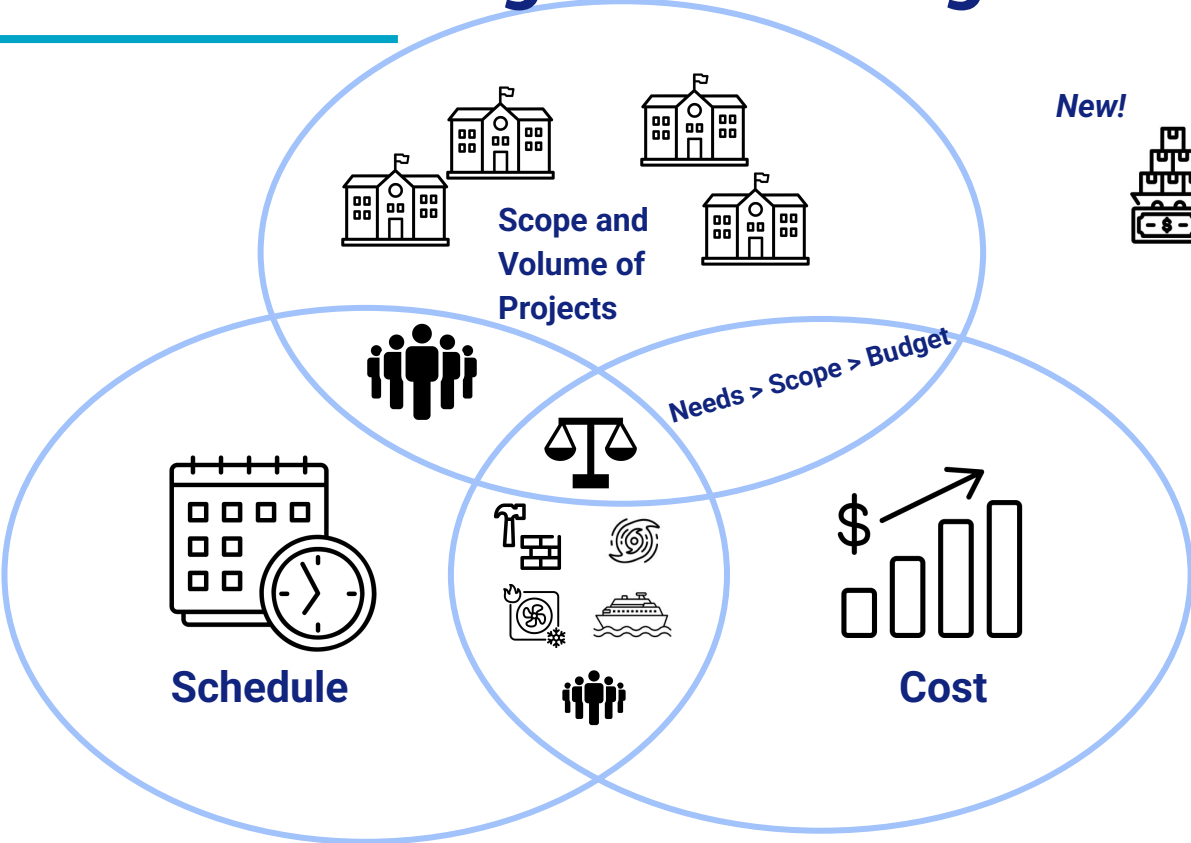 New!
Scope and
Volume of
Projects
Needs > Scope > Budget
$
$
Schedule
Cost